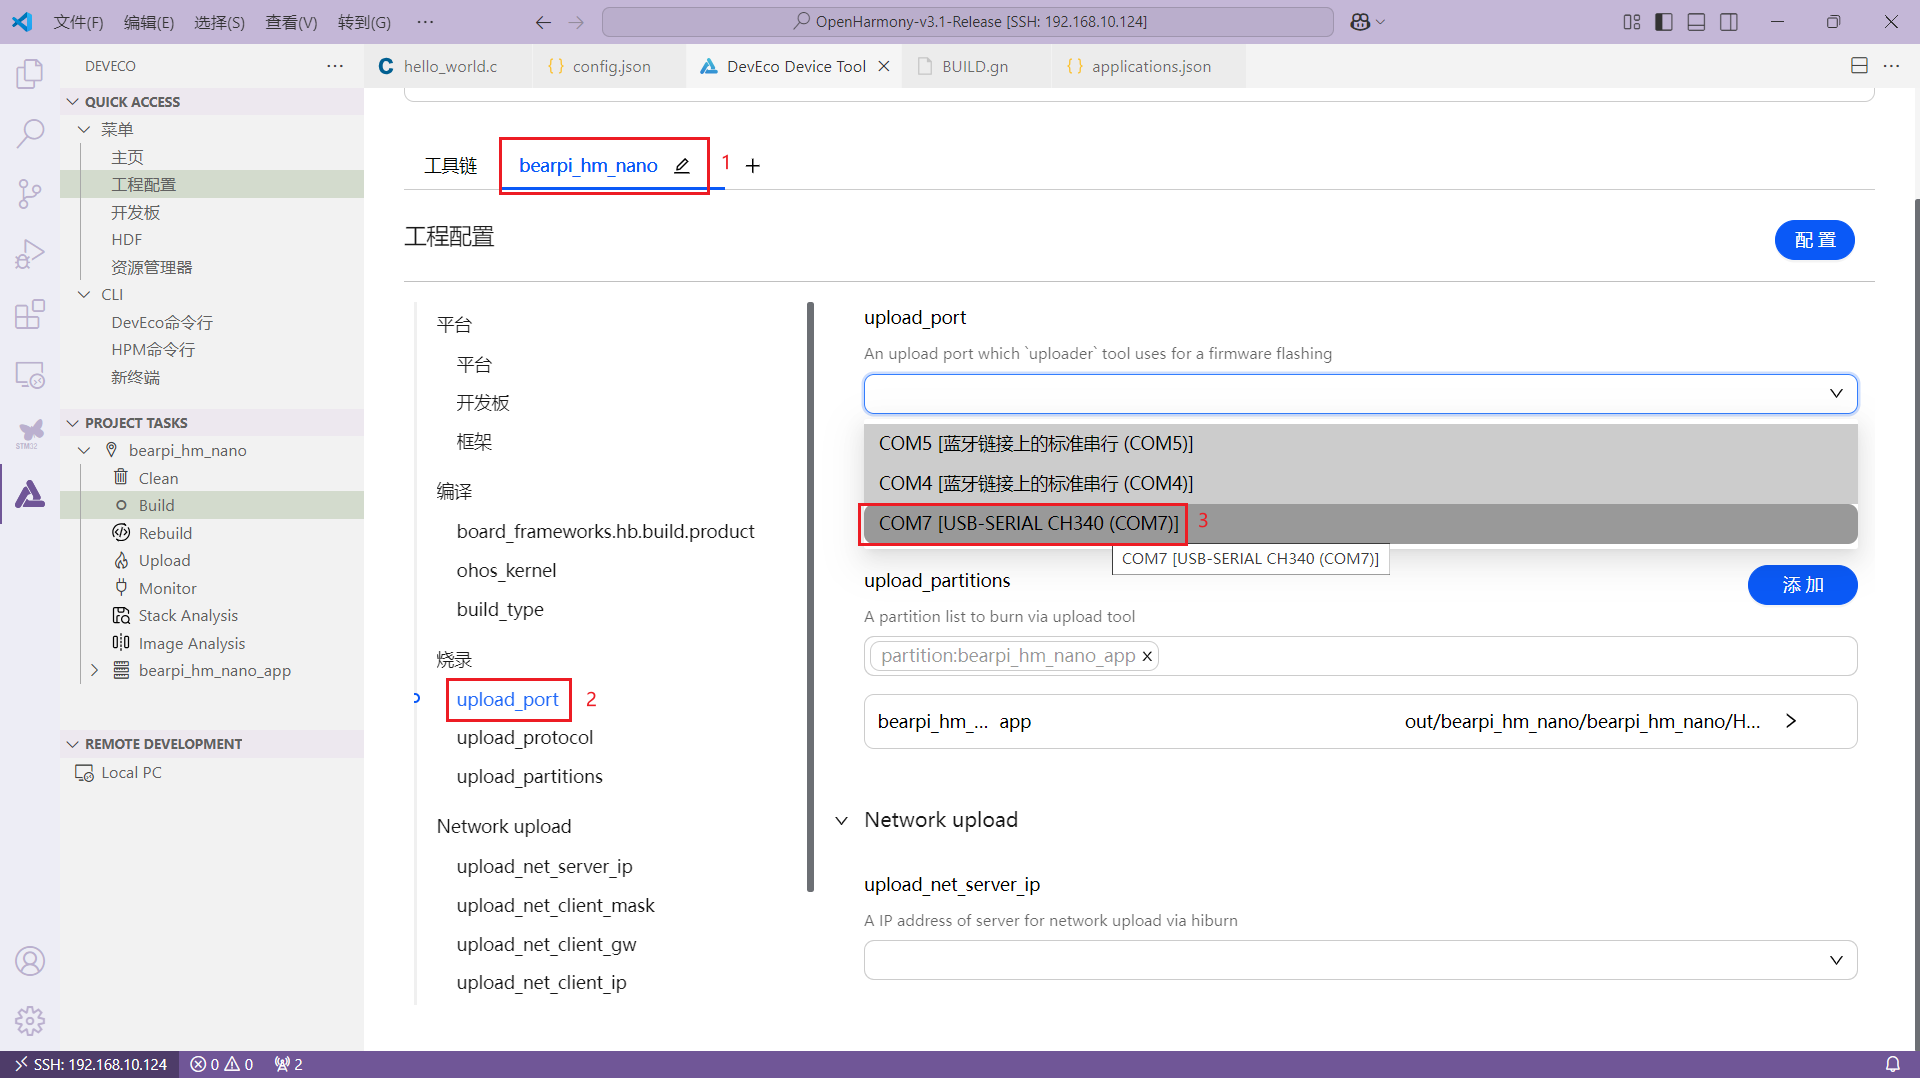 文件(F) 编辑(E) 选择(S) 查看(V) 转到(G) ··· OpenHarmony-v3.1-Release [SSH: 192.168.10.124]
DEVECO ···
hello_world.c {} config.json DevEco Device Tool BUILD.gn {} applications.json ···
QUICK ACCESS
菜单
主页
工程配置
开发板
HDF
资源管理器
CLI
DevEco命令行
HPM命令行
新终端
PROJECT TASKS
bearpi_hm_nano
Clean
Build
Rebuild
Upload
Monitor
Stack Analysis
Image Analysis
bearpi_hm_nano_app
REMOTE DEVELOPMENT
Local PC
STM32
工具链 bearpi_hm_nano 1 +
工程配置 配置
平台
平台
开发板
框架
编译
board_frameworks.hb.build.product
ohos_kernel
build_type
烧录
upload_port 2
upload_protocol
upload_partitions
Network upload
upload_net_server_ip
upload_net_client_mask
upload_net_client_gw
upload_net_client_ip
upload_port
An upload port which `uploader` tool uses for a firmware flashing
COM5 [蓝牙链接上的标准串行 (COM5)]
COM4 [蓝牙链接上的标准串行 (COM4)]
COM7 [USB-SERIAL CH340 (COM7)] 3
COM7 [USB-SERIAL CH340 (COM7)]
upload_partitions 添加
A partition list to burn via upload tool
partition:bearpi_hm_nano_app x
bearpi_hm_... app out/bearpi_hm_nano/bearpi_hm_nano/H...
Network upload
upload_net_server_ip
A IP address of server for network upload via hiburn
SSH: 192.168.10.124 0 0 2